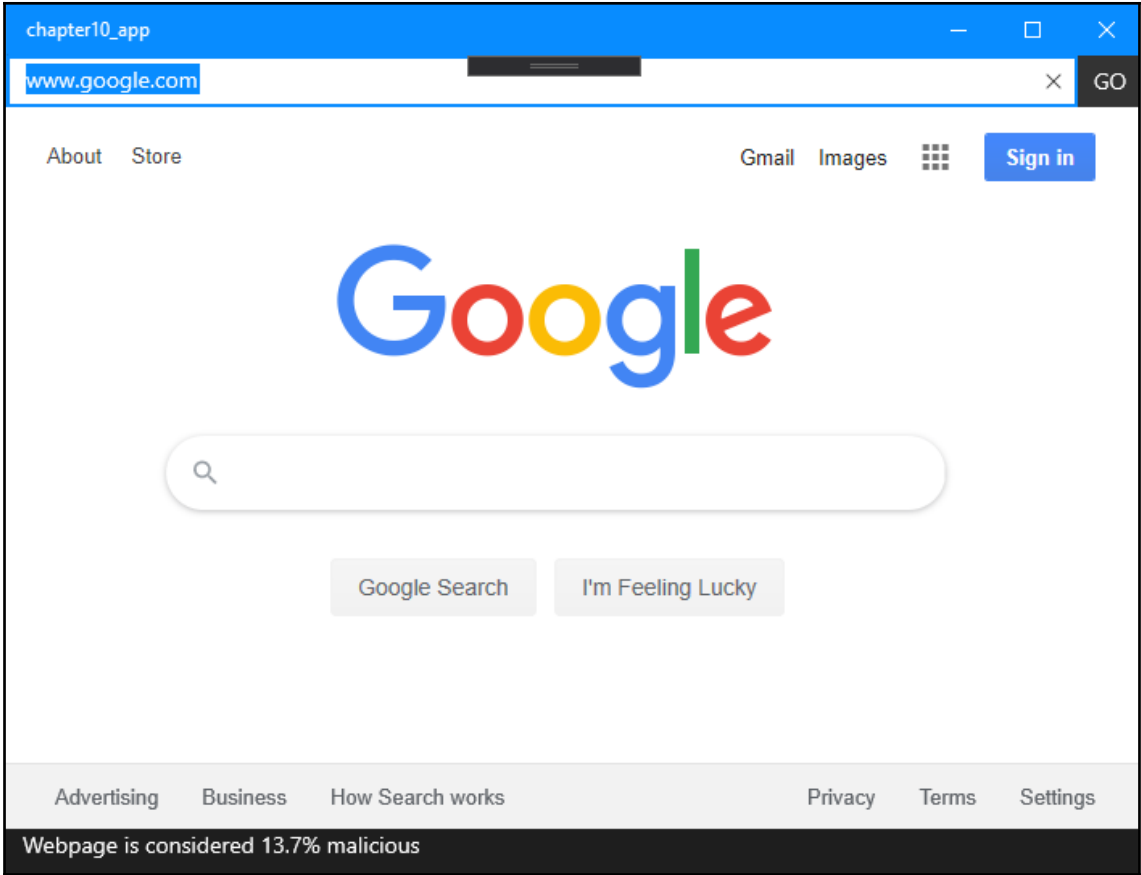 chapter10_app
www.google.com GO
About Store Gmail Images Sign in
Google
Google Search I'm Feeling Lucky
Advertising Business How Search works Privacy Terms Settings
Webpage is considered 13.7% malicious